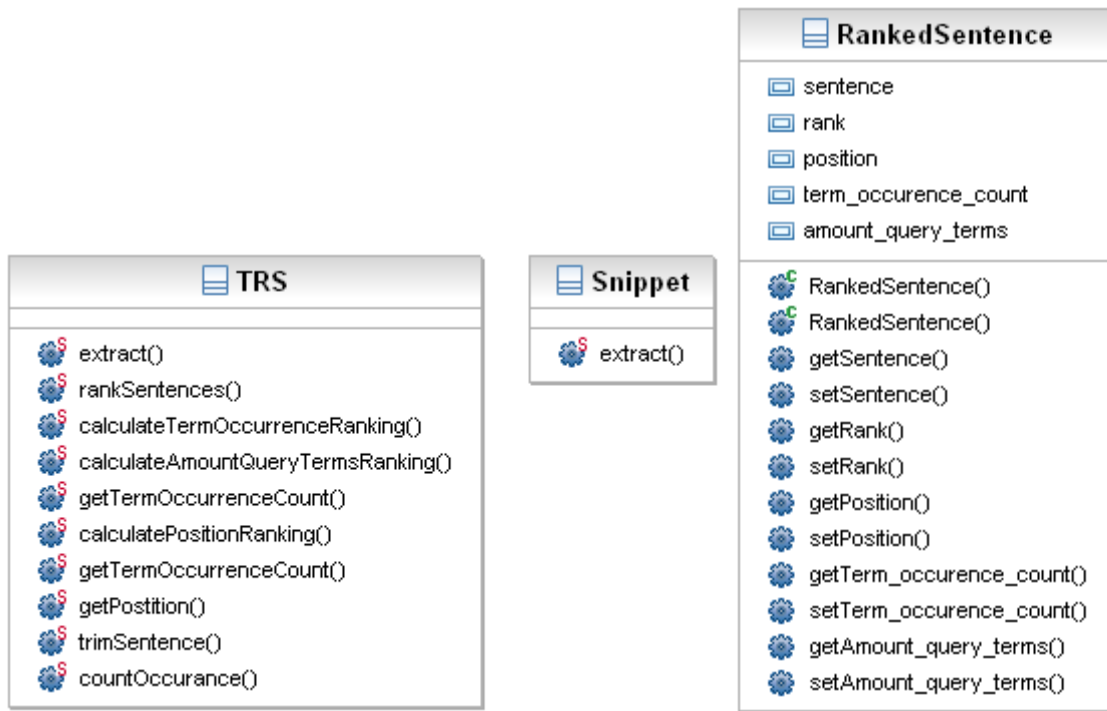 TRS
extract()
rankSentences()
calculateTermOccurrenceRanking()
calculateAmountQueryTermsRanking()
getTermOccurrenceCount()
calculatePositionRanking()
getTermOccurrenceCount()
getPostition()
trimSentence()
countOccurance()
Snippet
extract()
RankedSentence
sentence
rank
position
term_occurence_count
amount_query_terms
RankedSentence()
RankedSentence()
getSentence()
setSentence()
getRank()
setRank()
getPosition()
setPosition()
getTerm_occurence_count()
setTerm_occurence_count()
getAmount_query_terms()
setAmount_query_terms()